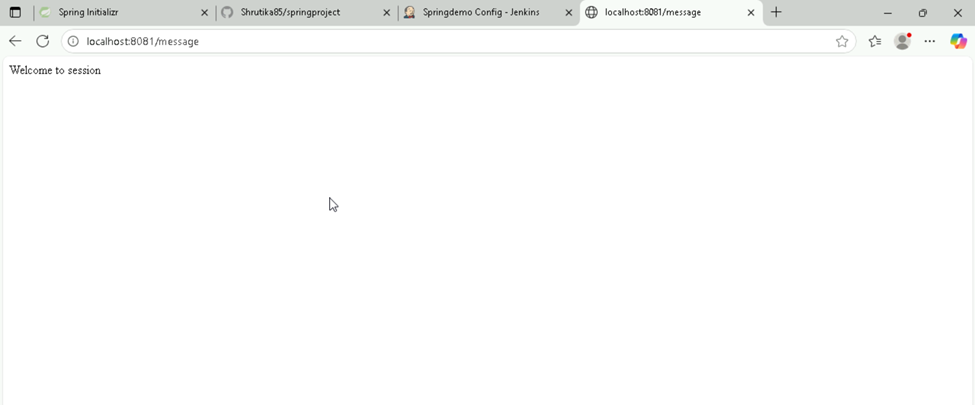 Spring Initializr
Shrutika85/springproject
Springdemo Config - Jenkins
localhost:8081/message
localhost:8081/message
Welcome to session